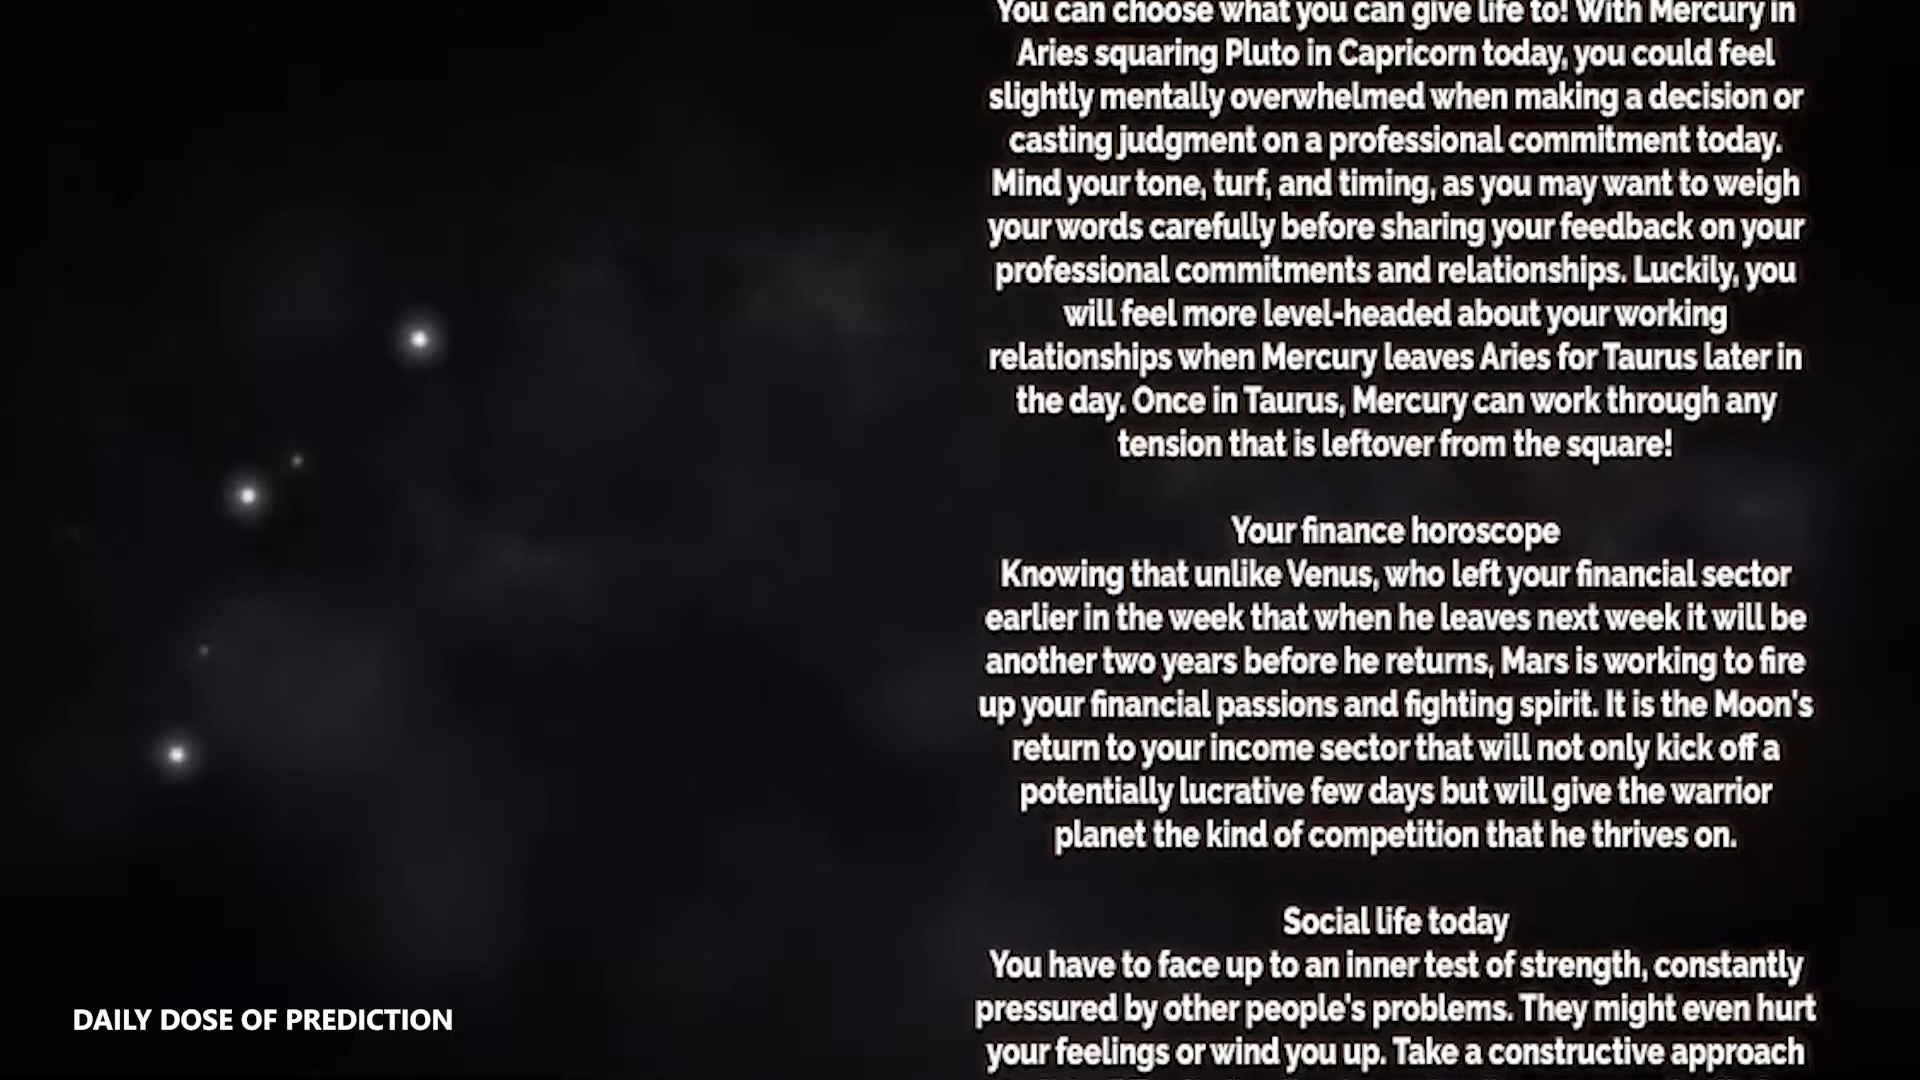 You can choose what you can give life to! With Mercury in
Aries squaring Pluto in Capricorn today, you could feel
slightly mentally overwhelmed when making a decision or
casting judgment on a professional commitment today.
Mind your tone, turf, and timing, as you may want to weigh
your words carefully before sharing your feedback on your
professional commitments and relationships. Luckily, you
will feel more level-headed about your working
relationships when Mercury leaves Aries for Taurus later in
the day. Once in Taurus, Mercury can work through any
tension that is leftover from the square!
Your finance horoscope
Knowing that unlike Venus, who left your financial sector
earlier in the week that when he leaves next week it will be
another two years before he returns, Mars is working to fire
up your financial passions and fighting spirit. It is the Moon's
return to your income sector that will not only kick off a
potentially lucrative few days but will give the warrior
planet the kind of competition that he thrives on.
Social life today
You have to face up to an inner test of strength, constantly
pressured by other people's problems. They might even hurt
your feelings or wind you up. Take a constructive approach
DAILY DOSE OF PREDICTION